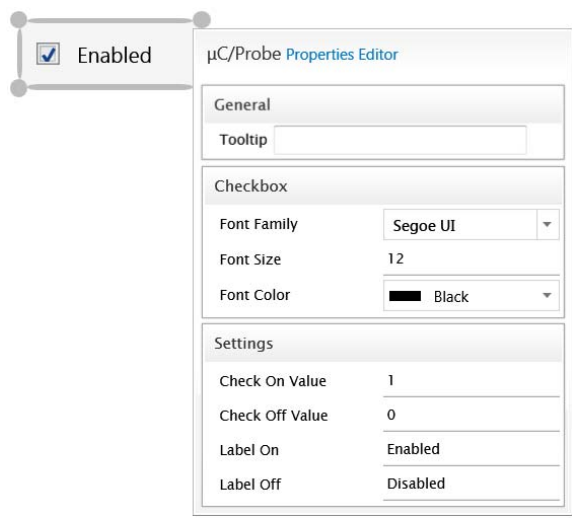 Enabled
µC/Probe Properties Editor
General
Tooltip
Checkbox
Font Family Segoe UI
Font Size 12
Font Color Black
Settings
Check On Value 1
Check Off Value 0
Label On Enabled
Label Off Disabled